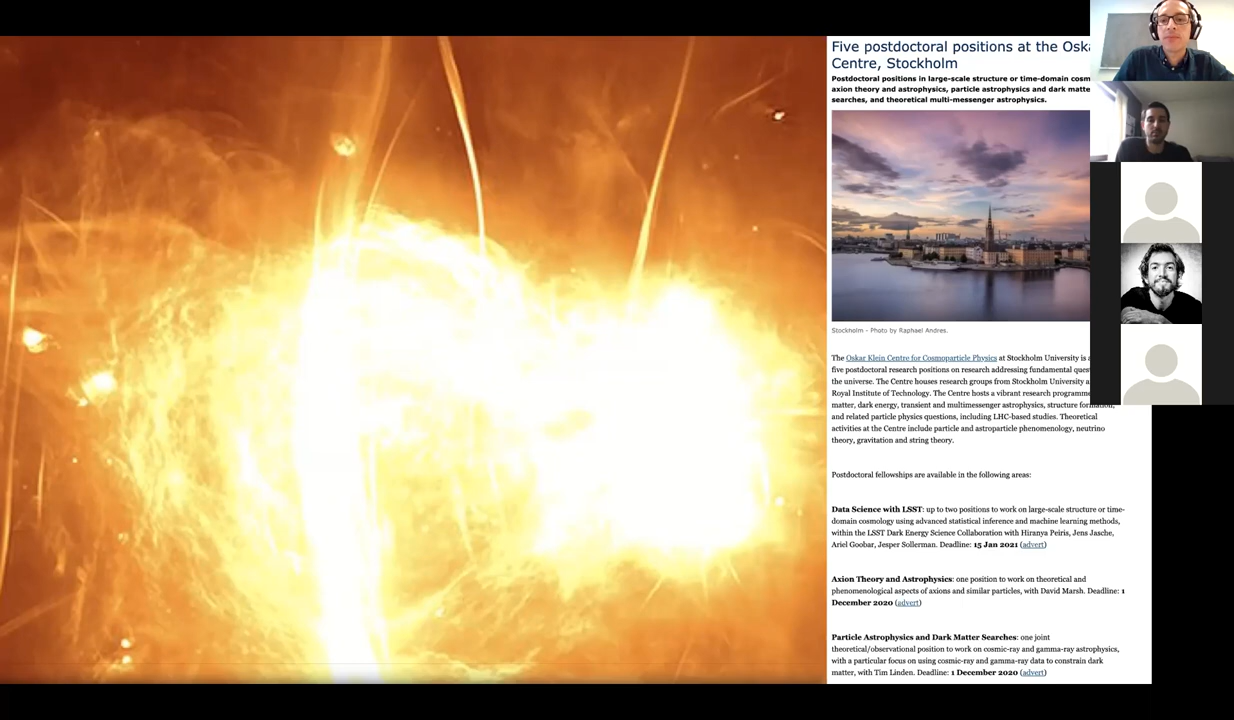 Five postdoctoral positions at the Oska
Centre, Stockholm
Postdoctoral positions in large-scale structure or time-domain cosm
axion theory and astrophysics, particle astrophysics and dark matte
searches, and theoretical multi-messenger astrophysics.
Stockholm - Photo by Raphael Andres.
The Oskar Klein Centre for Cosmoparticle Physics at Stockholm University is a
five postdoctoral research positions on research addressing fundamental ques
the universe. The Centre houses research groups from Stockholm University a
Royal Institute of Technology. The Centre hosts a vibrant research programme
matter, dark energy, transient and multimessenger astrophysics, structure formation,
and related particle physics questions, including LHC-based studies. Theoretical
activities at the Centre include particle and astroparticle phenomenology, neutrino
theory, gravitation and string theory.
Postdoctoral fellowships are available in the following areas:
Data Science with LSST: up to two positions to work on large-scale structure or time-
domain cosmology using advanced statistical inference and machine learning methods,
within the LSST Dark Energy Science Collaboration with Hiranya Peiris, Jens Jasche,
Ariel Goobar, Jesper Sollerman. Deadline: 15 Jan 2021 (advert)
Axion Theory and Astrophysics: one position to work on theoretical and
phenomenological aspects of axions and similar particles, with David Marsh. Deadline: 1
December 2020 (advert)
Particle Astrophysics and Dark Matter Searches: one joint
theoretical/observational position to work on cosmic-ray and gamma-ray astrophysics,
with a particular focus on using cosmic-ray and gamma-ray data to constrain dark
matter, with Tim Linden. Deadline: 1 December 2020 (advert)